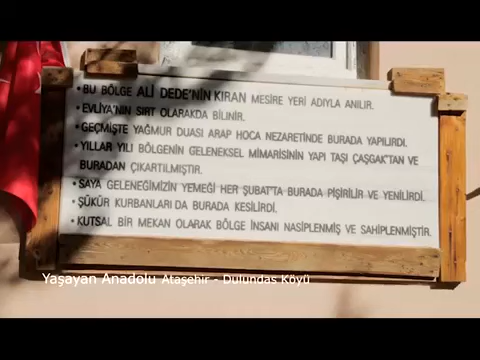 • BU BÖLGE ALİ DEDE'NİN KIRAN MESİRE YERİ ADIYLA ANILIR.
• EVLİYA'NIN SIRT OLARAKDA BİLİNİR.
• GEÇMİŞTE YAĞMUR DUASI ARAP HOCA NEZARETİNDE BURADA YAPILIRDI.
• YILLAR YILI BÖLGENİN GELENEKSEL MİMARİSİNİN YAPI TAŞI ÇAŞGAK'TAN VE
BURADAN ÇIKARTILMIŞTIR.
• SAYA GELENEĞİMİZİN YEMEĞİ HER ŞUBAT'TA BURADA PİŞİRİLİR VE YENİLİRDİ.
• ŞÜKÜR KURBANLARI DA BURADA KESİLİRDİ.
• KUTSAL BİR MEKAN OLARAK BÖLGE İNSANI NASİPLENMİŞ VE SAHİPLENMİŞTİR.
Yaşayan Anadolu Ataşehir - Dulundas Köyü